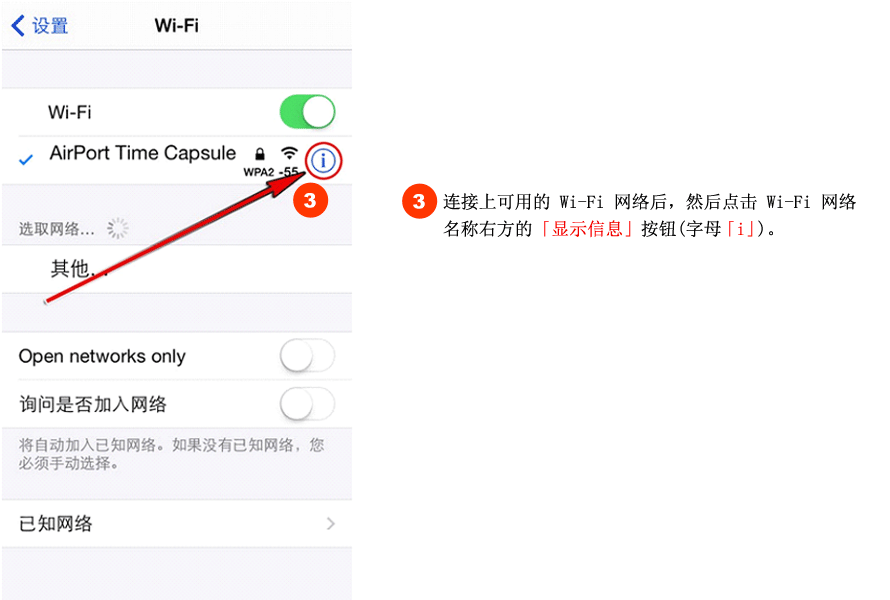 设置
Wi-Fi
Wi-Fi
AirPort Time Capsule
WPA2 -55
3
选取网络...
其他...
Open networks only
询问是否加入网络
将自动加入已知网络。如果没有已知网络，您
必须手动选择。
已知网络
3 连接上可用的 Wi-Fi 网络后，然后点击 Wi-Fi 网络
名称右方的「显示信息」按钮(字母「i」)。